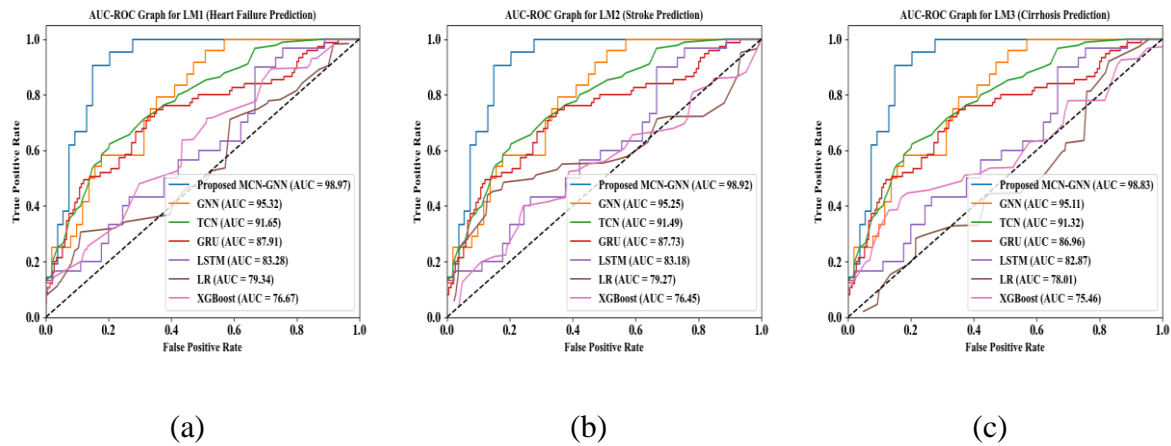 AUC-ROC Graph for LM1 (Heart Failure Prediction)
1.0
0.8
0.6
0.4
0.2
0.0
True Positive Rate
Proposed MCN-GNN (AUC = 98.97)
GNN (AUC = 95.32)
TCN (AUC = 91.65)
GRU (AUC = 87.91)
LSTM (AUC = 83.28)
LR (AUC = 79.34)
XGBoost (AUC = 76.67)
0.0 0.2 0.4 0.6 0.8 1.0
False Positive Rate
(a)
AUC-ROC Graph for LM2 (Stroke Prediction)
1.0
0.8
0.6
0.4
0.2
0.0
True Positive Rate
Proposed MCN-GNN (AUC = 98.92)
GNN (AUC = 95.25)
TCN (AUC = 91.49)
GRU (AUC = 87.73)
LSTM (AUC = 83.18)
LR (AUC = 79.27)
XGBoost (AUC = 76.45)
0.0 0.2 0.4 0.6 0.8 1.0
False Positive Rate
(b)
AUC-ROC Graph for LM3 (Cirrhosis Prediction)
1.0
0.8
0.6
0.4
0.2
0.0
True Positive Rate
Proposed MCN-GNN (AUC = 98.83)
GNN (AUC = 95.11)
TCN (AUC = 91.32)
GRU (AUC = 86.96)
LSTM (AUC = 82.87)
LR (AUC = 78.01)
XGBoost (AUC = 75.46)
0.0 0.2 0.4 0.6 0.8 1.0
False Positive Rate
(c)